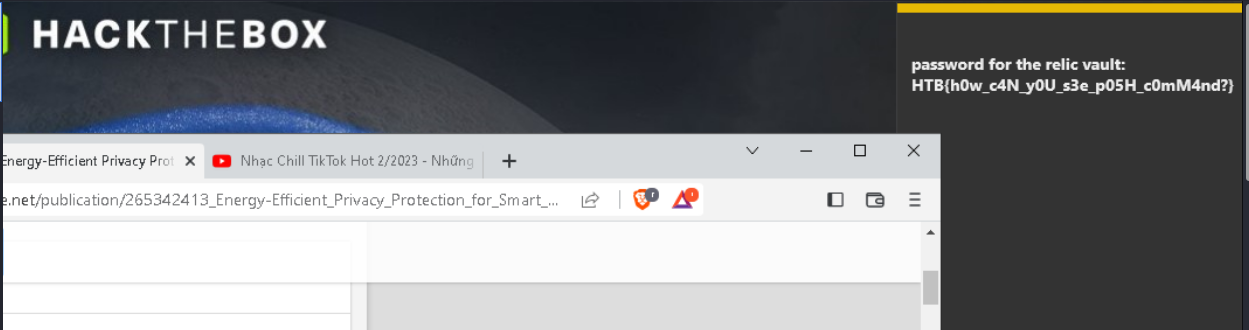 HACKTHEBOX
password for the relic vault:
HTB{h0w_c4N_y0U_s3e_p05H_c0mM4nd?}
Energy-Efficient Privacy Prot
Nhạc Chill TikTok Hot 2/2023 - Những
e.net/publication/265342413_Energy-Efficient_Privacy_Protection_for_Smart_...